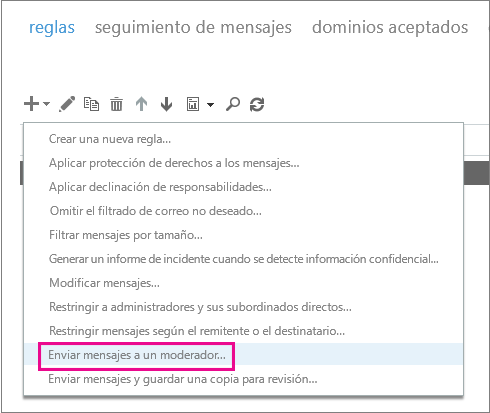 reglas seguimiento de mensajes dominios aceptados
Crear una nueva regla...
Aplicar protección de derechos a los mensajes...
Aplicar declinación de responsabilidades...
Omitir el filtrado de correo no deseado...
Filtrar mensajes por tamaño...
Generar un informe de incidente cuando se detecte información confidencial...
Modificar mensajes...
Restringir a administradores y sus subordinados directos...
Restringir mensajes según el remitente o el destinatario...
Enviar mensajes a un moderador...
Enviar mensajes y guardar una copia para revisión...